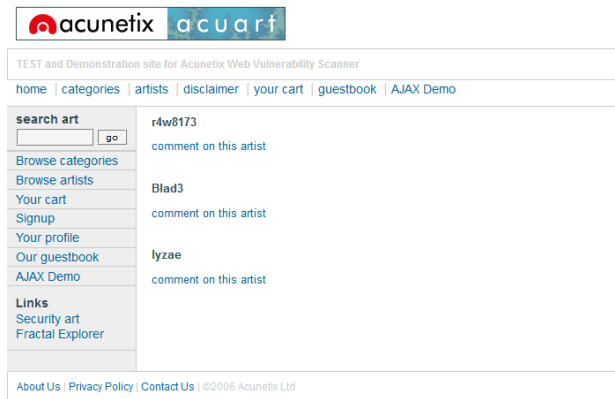 acunetix acuart
TEST and Demonstration site for Acunetix Web Vulnerability Scanner
home | categories | artists | disclaimer | your cart | guestbook | AJAX Demo
search art
go
Browse categories
Browse artists
Your cart
Signup
Your profile
Our guestbook
AJAX Demo
Links
Security art
Fractal Explorer
r4w8173
comment on this artist
Blad3
comment on this artist
lyzae
comment on this artist
About Us | Privacy Policy | Contact Us | ©2006 Acunetix Ltd